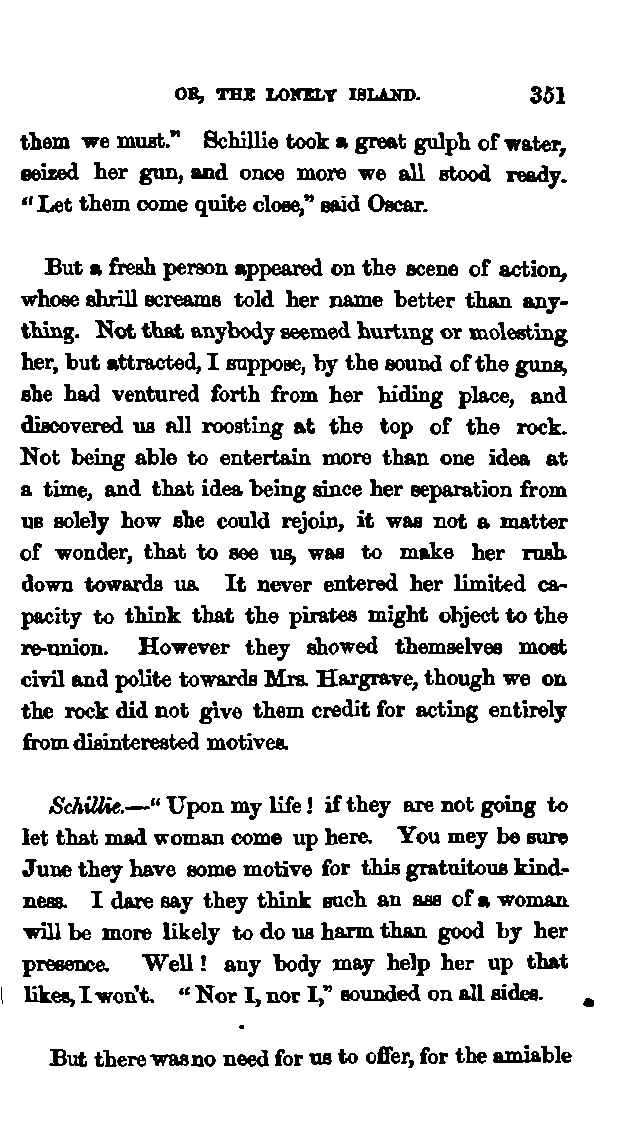 OR, THE LONELY ISLAND. 351
them we must." Schillie took a great gulph of water,
seized her gun, and once more we all stood ready.
"Let them come quite close," said Oscar.
But a fresh person appeared on the scene of action,
whose shrill screams told her name better than any-
thing. Not that anybody seemed hurting or molesting
her, but attracted, I suppose, by the sound of the guns,
she had ventured forth from her hiding place, and
discovered us all roosting at the top of the rock.
Not being able to entertain more than one idea at
a time, and that idea being since her separation from
us solely how she could rejoin, it was not a matter
of wonder, that to see us, was to make her rush
down towards us. It never entered her limited ca-
pacity to think that the pirates might object to the
re-union. However they showed themselves most
civil and polite towards Mrs. Hargrave, though we on
the rock did not give them credit for acting entirely
from disinterested motives.
Schillie.—"Upon my life! if they are not going to
let that mad woman come up here. You mey be sure
June they have some motive for this gratuitous kind-
ness. I dare say they think such an ass of a woman
will be more likely to do us harm than good by her
presence. Well! any body may help her up that
likes, I won't. "Nor I, nor I," sounded on all sides.
But there was no need for us to offer, for the amiable